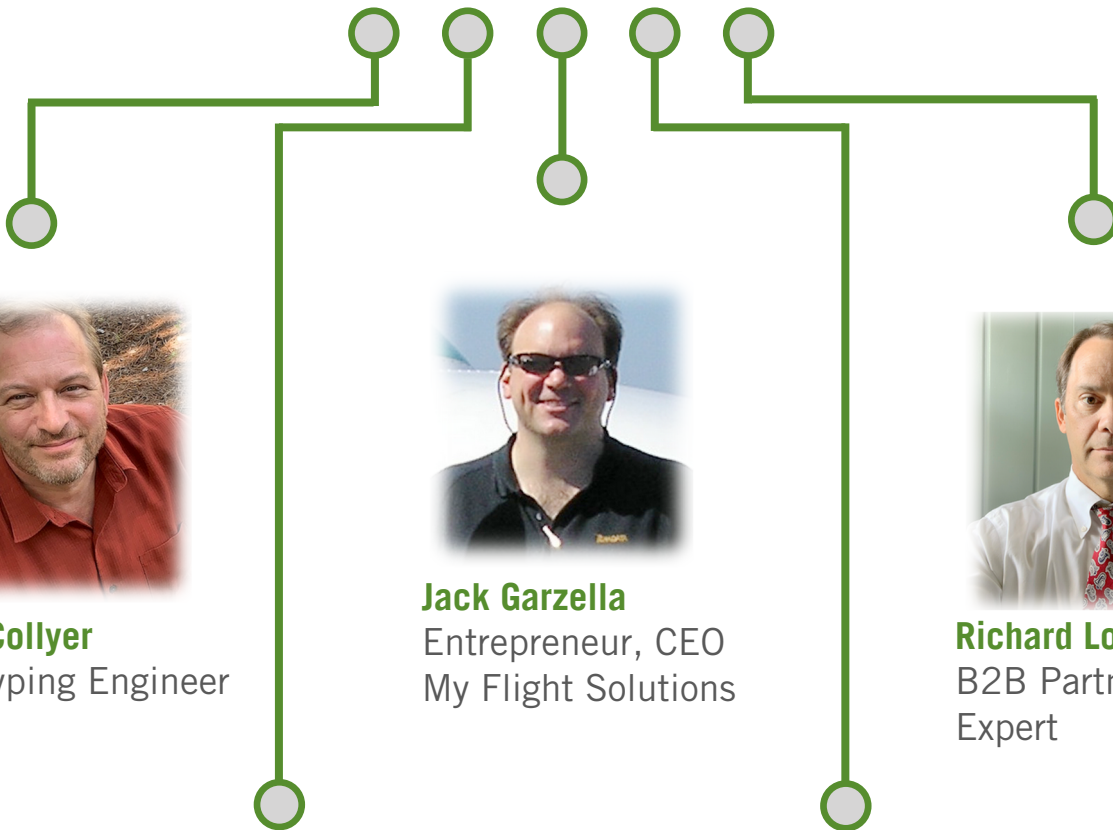 Collyer
yping Engineer
Jack Garzella
Entrepreneur, CEO
My Flight Solutions
Richard Lo
B2B Partn
Expert